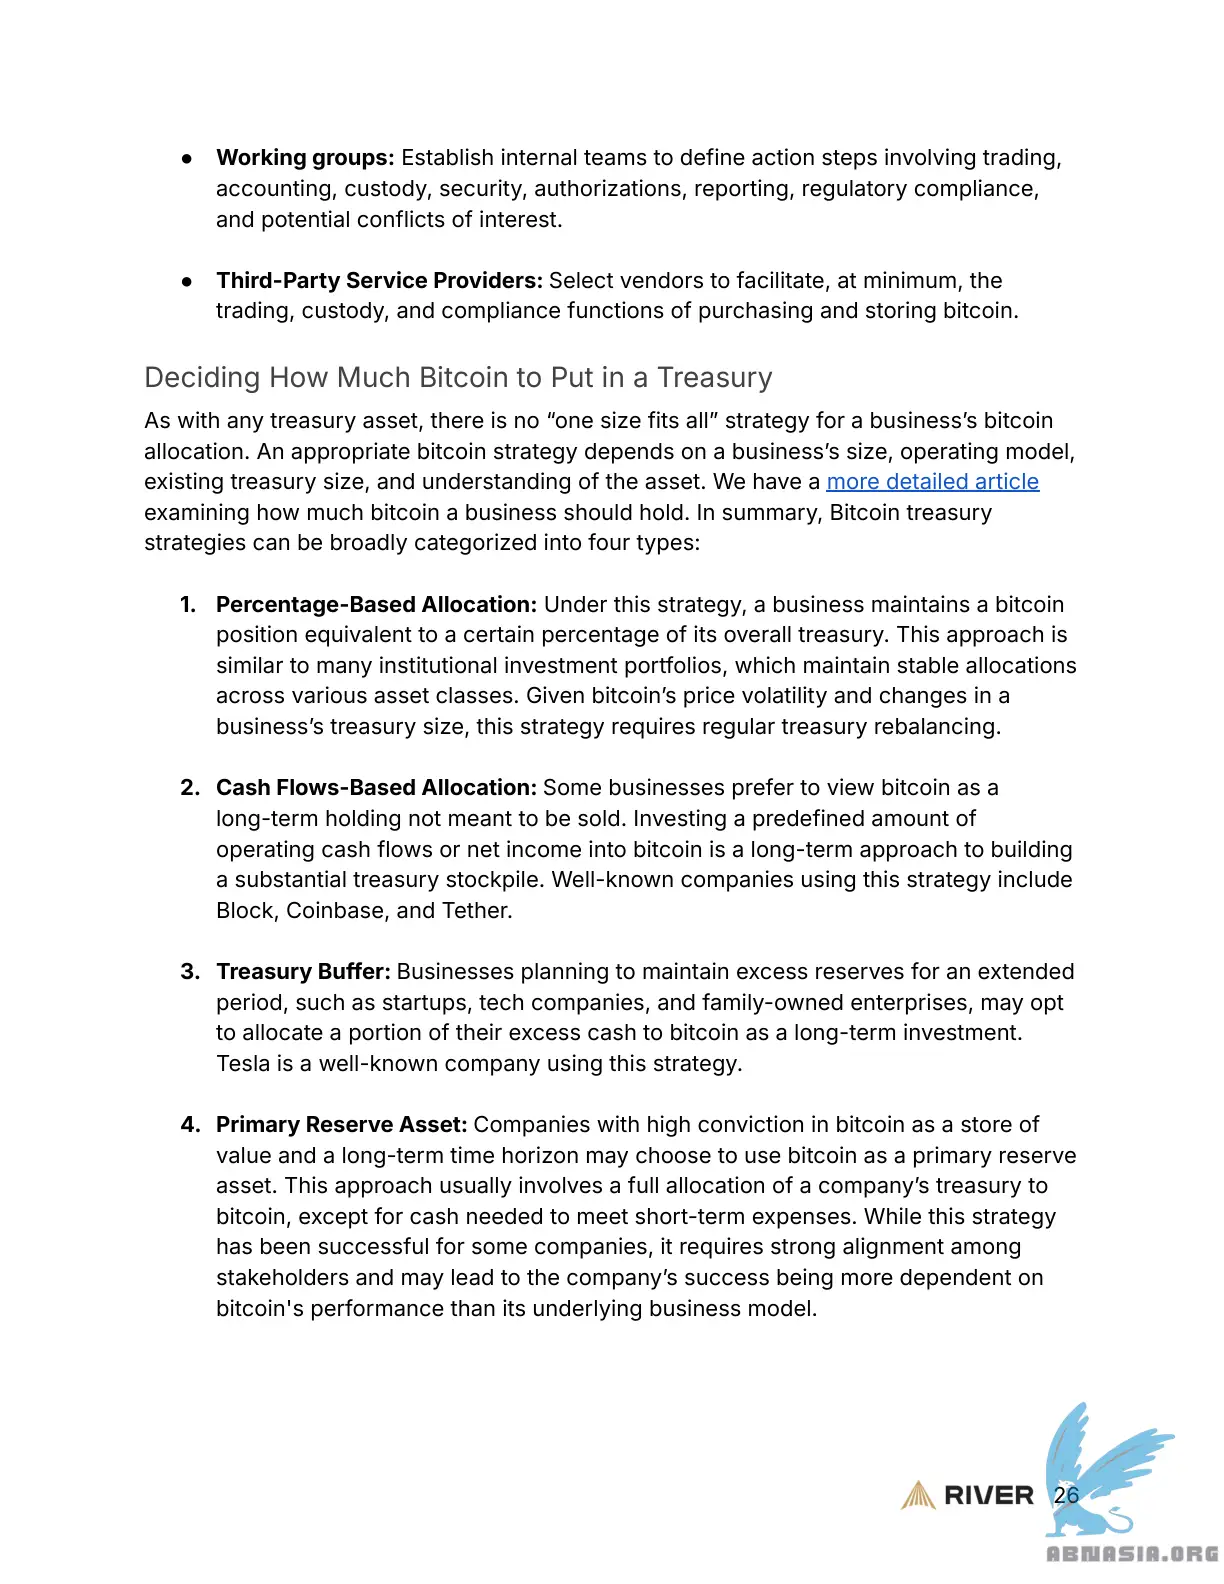 ● Working groups: Establish internal teams to define action steps involving trading,
accounting, custody, security, authorizations, reporting, regulatory compliance,
and potential conflicts of interest.
● Third-Party Service Providers: Select vendors to facilitate, at minimum, the
trading, custody, and compliance functions of purchasing and storing bitcoin.
Deciding How Much Bitcoin to Put in a Treasury
As with any treasury asset, there is no “one size fits all” strategy for a business’s bitcoin
allocation. An appropriate bitcoin strategy depends on a business’s size, operating model,
existing treasury size, and understanding of the asset. We have a more detailed article
examining how much bitcoin a business should hold. In summary, Bitcoin treasury
strategies can be broadly categorized into four types:
1. Percentage-Based Allocation: Under this strategy, a business maintains a bitcoin
position equivalent to a certain percentage of its overall treasury. This approach is
similar to many institutional investment portfolios, which maintain stable allocations
across various asset classes. Given bitcoin’s price volatility and changes in a
business’s treasury size, this strategy requires regular treasury rebalancing.
2. Cash Flows-Based Allocation: Some businesses prefer to view bitcoin as a
long-term holding not meant to be sold. Investing a predefined amount of
operating cash flows or net income into bitcoin is a long-term approach to building
a substantial treasury stockpile. Well-known companies using this strategy include
Block, Coinbase, and Tether.
3. Treasury Buffer: Businesses planning to maintain excess reserves for an extended
period, such as startups, tech companies, and family-owned enterprises, may opt
to allocate a portion of their excess cash to bitcoin as a long-term investment.
Tesla is a well-known company using this strategy.
4. Primary Reserve Asset: Companies with high conviction in bitcoin as a store of
value and a long-term time horizon may choose to use bitcoin as a primary reserve
asset. This approach usually involves a full allocation of a company’s treasury to
bitcoin, except for cash needed to meet short-term expenses. While this strategy
has been successful for some companies, it requires strong alignment among
stakeholders and may lead to the company’s success being more dependent on
bitcoin's performance than its underlying business model.
RIVER 26
ABNASIA.ORG